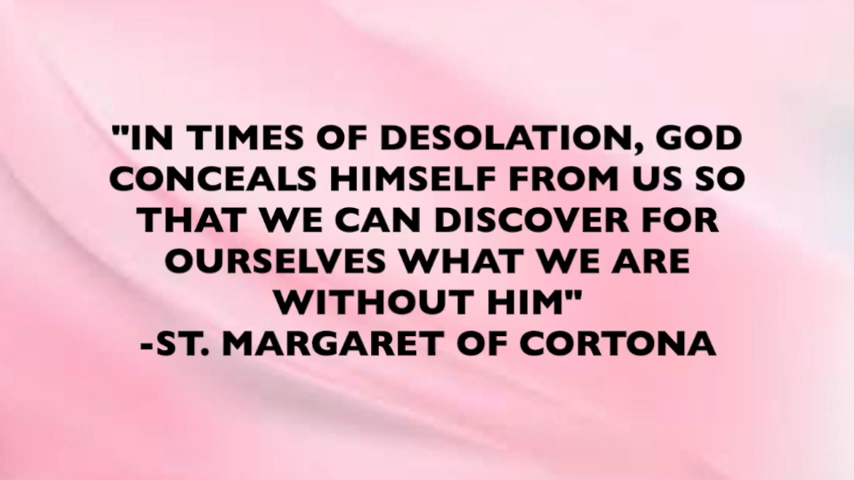 "IN TIMES OF DESOLATION, GOD
CONCEALS HIMSELF FROM US SO
THAT WE CAN DISCOVER FOR
OURSELVES WHAT WE ARE
WITHOUT HIM"
-ST. MARGARET OF CORTONA